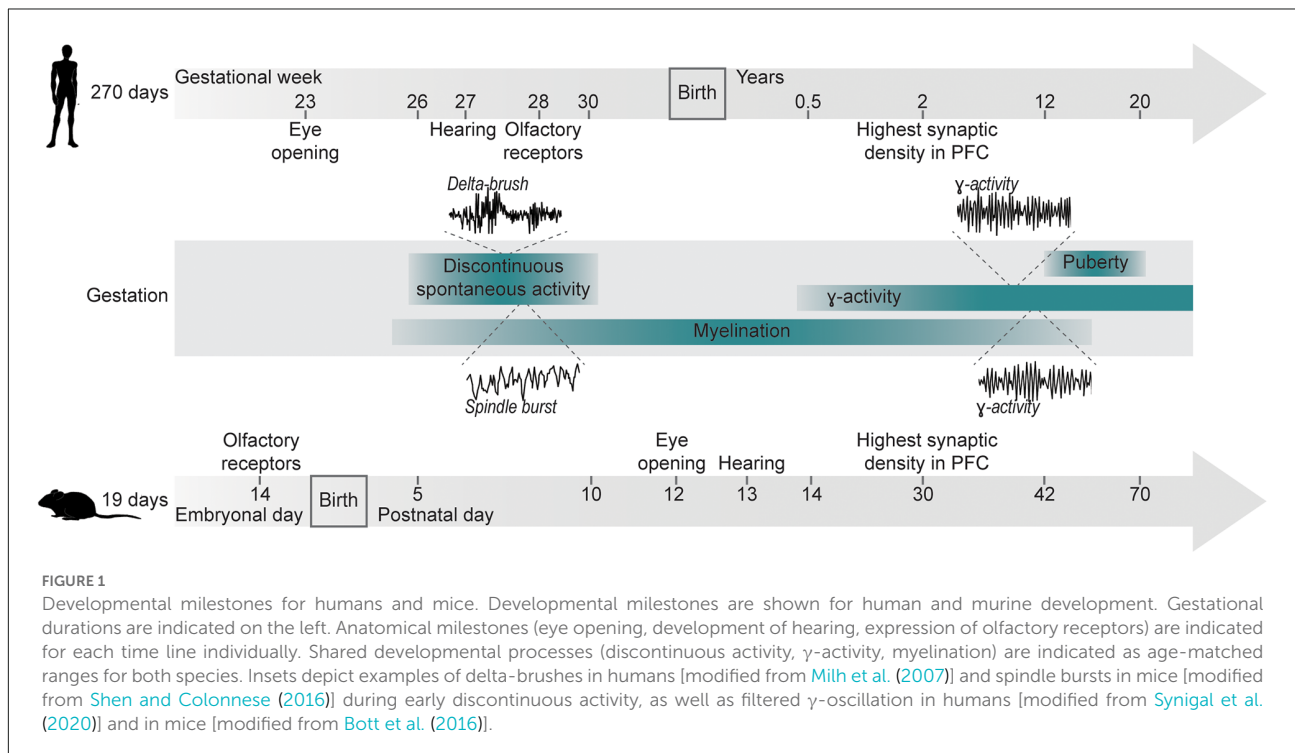 270 days
Gestational week
23
26
27
28
30
Birth
Years
0.5
2
12
20
Eye
opening
Hearing
Olfactory
receptors
Highest synaptic
density in PFC
Delta-brush
ɣ-activity
Gestation
Discontinuous
spontaneous activity
Puberty
ɣ-activity
Myelination
Spindle burst
ɣ-activity
Olfactory
receptors
Eye
opening
Hearing
Highest synaptic
density in PFC
19 days
14
Birth
5
10
12
13
14
30
42
70
Embryonal day
Postnatal day
FIGURE 1
Developmental milestones for humans and mice. Developmental milestones are shown for human and murine development. Gestational
durations are indicated on the left. Anatomical milestones (eye opening, development of hearing, expression of olfactory receptors) are indicated
for each time line individually. Shared developmental processes (discontinuous activity, γ-activity, myelination) are indicated as age-matched
ranges for both species. Insets depict examples of delta-brushes in humans [modified from Milh et al. (2007)] and spindle bursts in mice [modified
from Shen and Colonnese (2016)] during early discontinuous activity, as well as filtered γ-oscillation in humans [modified from Synigal et al.
(2020)] and in mice [modified from Bott et al. (2016)].